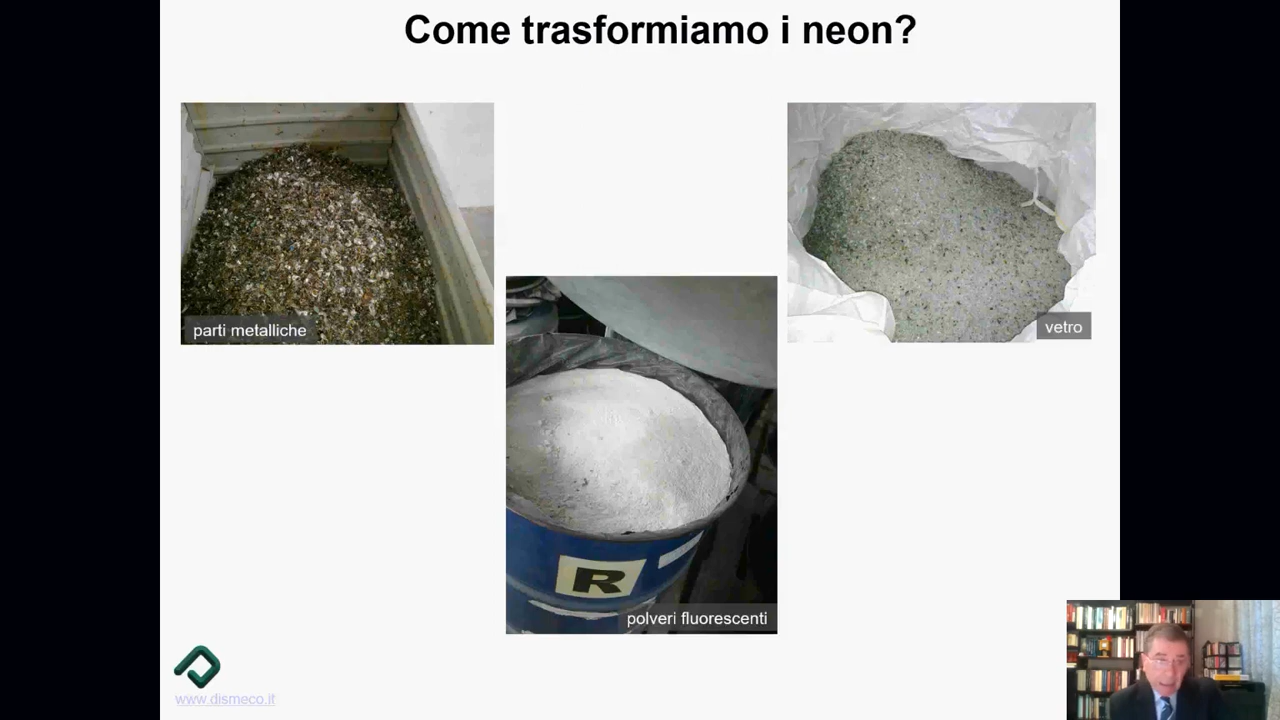 Come trasformiamo i neon?
parti metalliche
vetro
R
polveri fluorescenti
www.dismeco.it